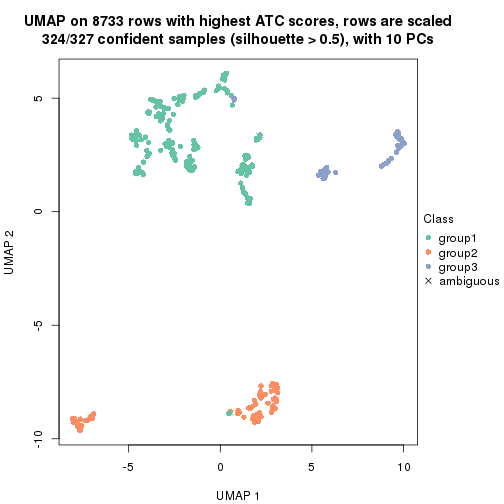 UMAP on 8733 rows with highest ATC scores, rows are scaled
324/327 confident samples (silhouette > 0.5), with 10 PCs
5
0
-5
-10
UMAP 2
-5
0
5
10
UMAP 1
Class
group1
group2
group3
ambiguous